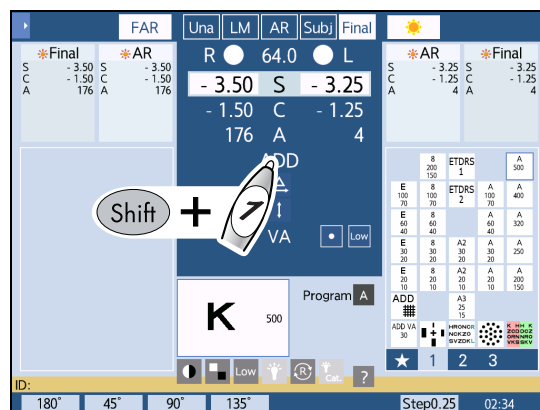 FAR
Una LM AR Subj Final
Final
S - 3.50
C - 1.50
A 176
AR
S - 3.50
C - 1.50
A 176
R 64.0 L
- 3.50 S - 3.25
- 1.50 C - 1.25
176 A 4
ADD
VA
Low
AR
S - 3.25
C - 1.25
A 4
Final
S - 3.25
C - 1.25
A 4
Shift + 1
K 500
Program A
Low R Cat. ?
8 200 150
ETDRS 1
A 500
E 100 70
8 100 70
ETDRS 2
A 100 70
A 400
E 60 40
8 60 40
A 60 40
A 320
E 30 20
8 30 20
A2 30 20
A 30 20
A 250
E 20 10
8 20 10
A2 20 10
A 20 10
A 200
ADD
A3 25 15
ADD VA 30
HRONCR
NCKZO
SVZDKL
K HH K
ZCDOCZ
ORNNRO
VKSSKV
★ 1 2 3
ID:
180° 45° 90° 135° Step0.25 02:34